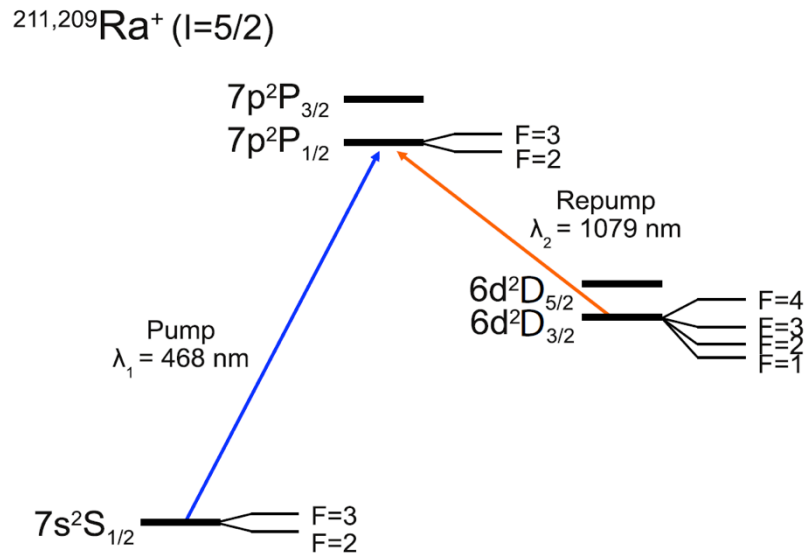 ²¹¹,²⁰⁹Ra⁺ (I=5/2)
7p²P₃/₂
7p²P₁/₂
F=3
F=2
Repump
λ₂ = 1079 nm
6d²D₅/₂
6d²D₃/₂
F=4
F=3
F=2
F=1
Pump
λ₁ = 468 nm
7s²S₁/₂
F=3
F=2